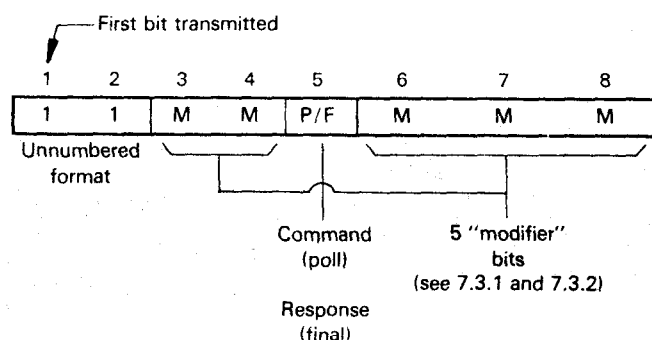 First bit transmitted
1 2 3 4 5 6 7 8
1 1 M M P/F M M M
Unnumbered
format
Command
(poll)
5 "modifier"
bits
(see 7.3.1 and 7.3.2)
Response
(final)